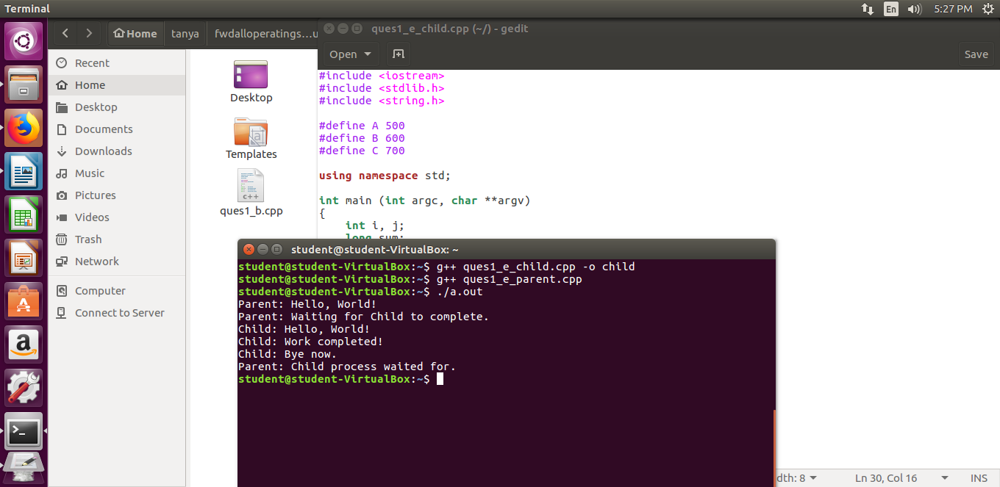 Terminal
En
5:27 PM
Home
tanya
fwdalloperatings...u
ques1_e_child.cpp (~/) - gedit
Open
Save
Recent
Home
Desktop
Documents
Downloads
Music
Pictures
Videos
Trash
Network
Computer
Connect to Server
Desktop
Templates
c++
ques1_b.cpp
#include <iostream>
#include <stdlib.h>
#include <string.h>
#define A 500
#define B 600
#define C 700
using namespace std;
int main (int argc, char **argv)
{
int i, j;
long sum;
student@student-VirtualBox: ~
student@student-VirtualBox:~$ g++ ques1_e_child.cpp -o child
student@student-VirtualBox:~$ g++ ques1_e_parent.cpp
student@student-VirtualBox:~$ ./a.out
Parent: Hello, World!
Parent: Waiting for Child to complete.
Child: Hello, World!
Child: Work completed!
Child: Bye now.
Parent: Child process waited for.
student@student-VirtualBox:~$
dth: 8
Ln 30, Col 16
INS